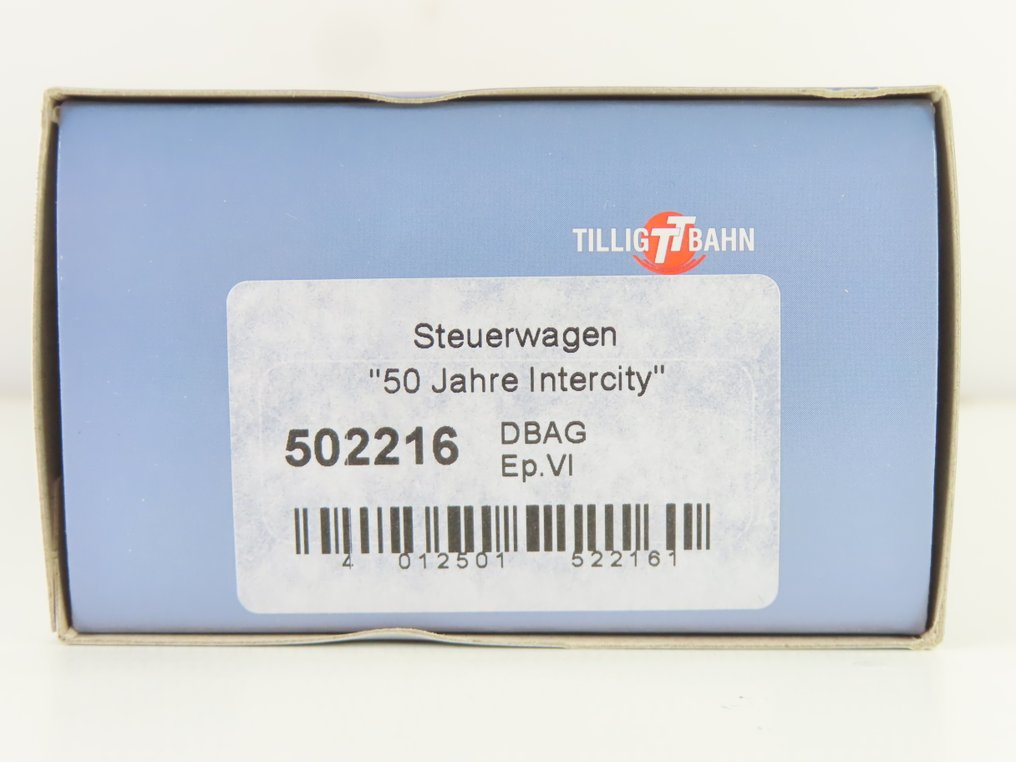 TILLIG TT BAHN
Steuerwagen
"50 Jahre Intercity"
502216
DBAG
Ep.VI
4 012501 522161